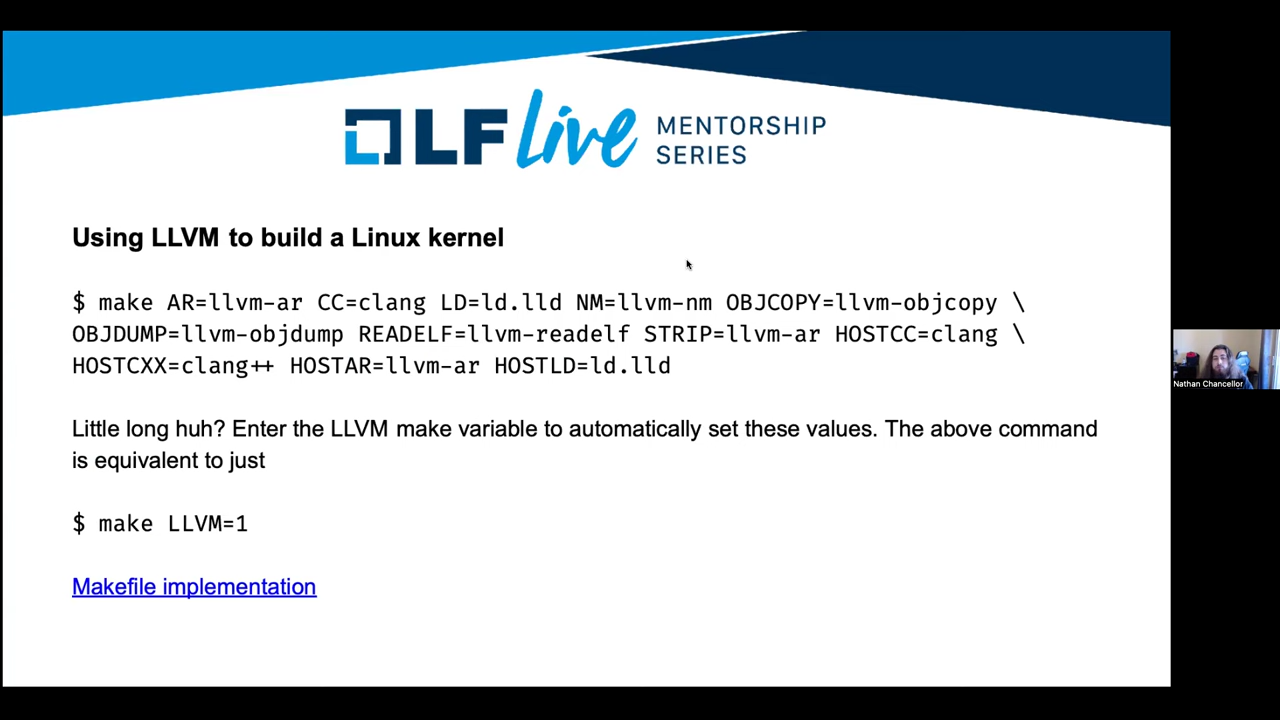 LF Live MENTORSHIP
SERIES
Using LLVM to build a Linux kernel
$ make AR=llvm-ar CC=clang LD=ld.lld NM=llvm-nm OBJCOPY=llvm-objcopy \
OBJDUMP=llvm-objdump READELF=llvm-readelf STRIP=llvm-ar HOSTCC=clang \
HOSTCXX=clang++ HOSTAR=llvm-ar HOSTLD=ld.lld
Little long huh? Enter the LLVM make variable to automatically set these values. The above command
is equivalent to just
$ make LLVM=1
Makefile implementation
Nathan Chancellor